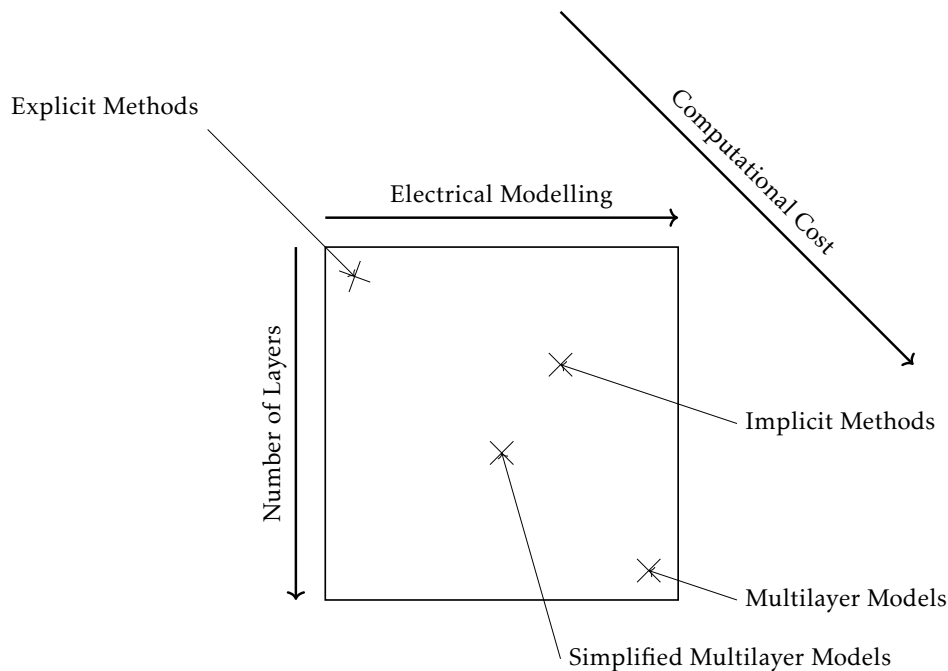 Explicit Methods
Computational Cost
Electrical Modelling
Number of Layers
Implicit Methods
Multilayer Models
Simplified Multilayer Models